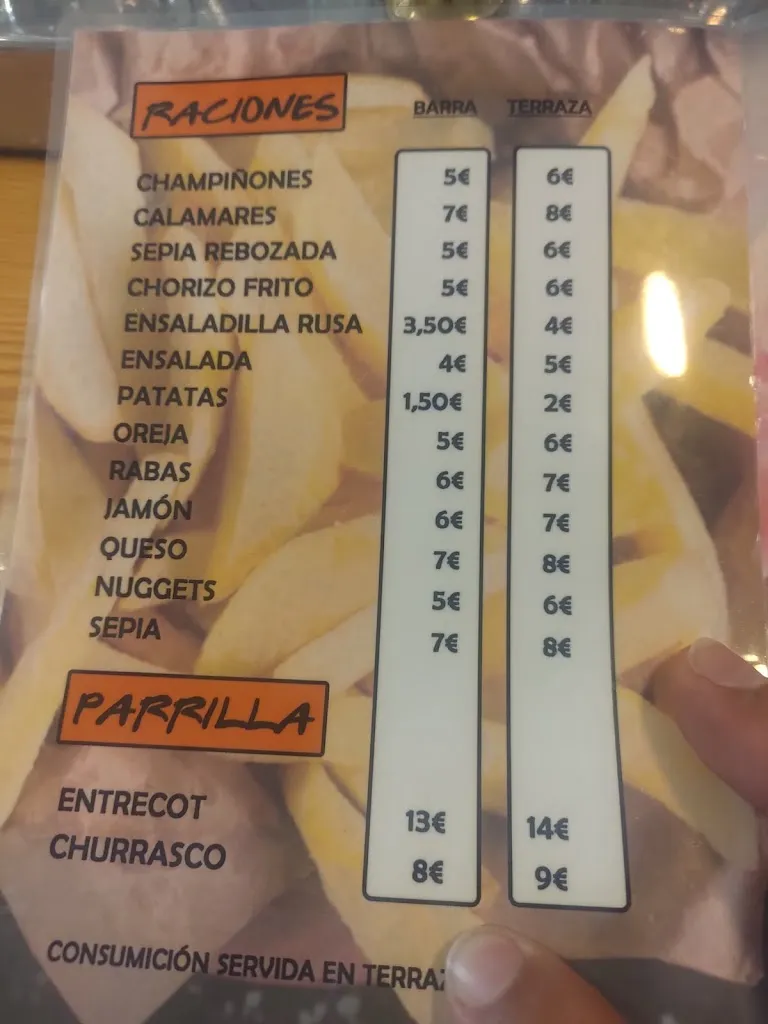 RACIONES BARRA TERRAZA
CHAMPIÑONES 5€ 6€
CALAMARES 7€ 8€
SEPIA REBOZADA 5€ 6€
CHORIZO FRITO 5€ 6€
ENSALADILLA RUSA 3,50€ 4€
ENSALADA 4€ 5€
PATATAS 1,50€ 2€
OREJA 5€ 6€
RABAS 6€ 7€
JAMÓN 6€ 7€
QUESO 7€ 8€
NUGGETS 5€ 6€
SEPIA 7€ 8€
PARRILLA
ENTRECOT 13€ 14€
CHURRASCO 8€ 9€
CONSUMICIÓN SERVIDA EN